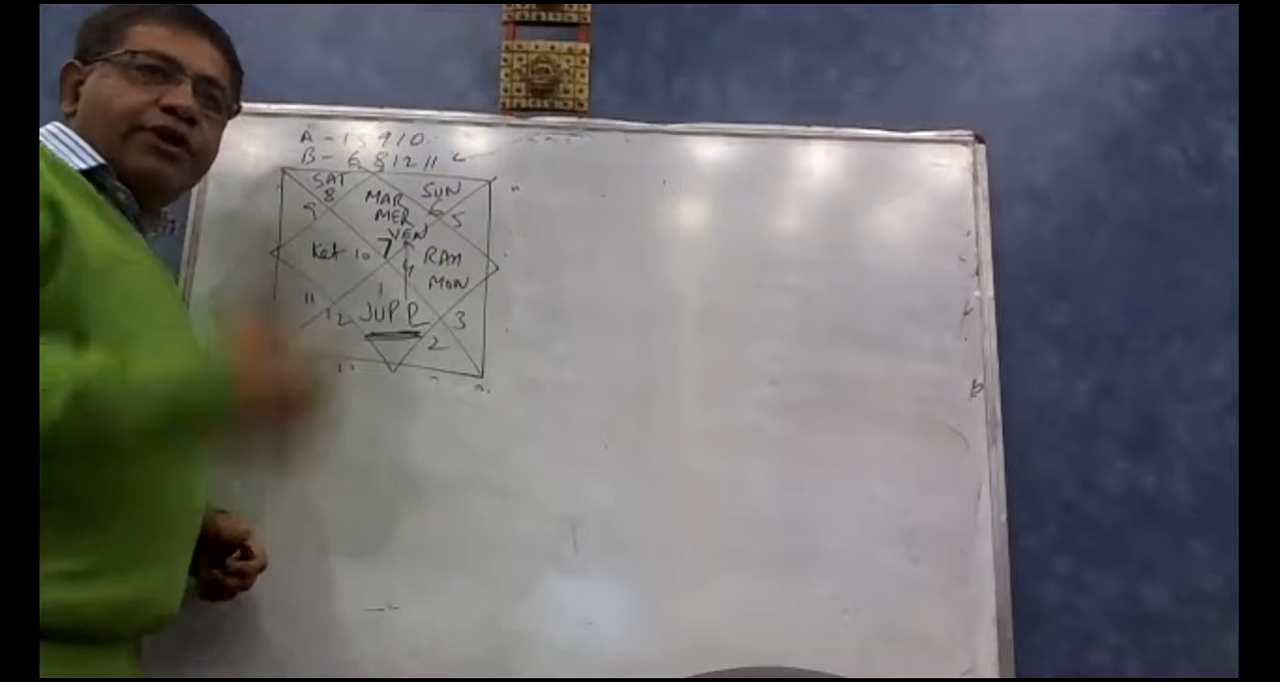 A - 1 5 9 10
B - 6 8 12 11
SAT
SUN
8
MAR
6
9
MER
5
VEN
Ket 10
7
4
RAH
MON
11
1
12
JUP R
3
2